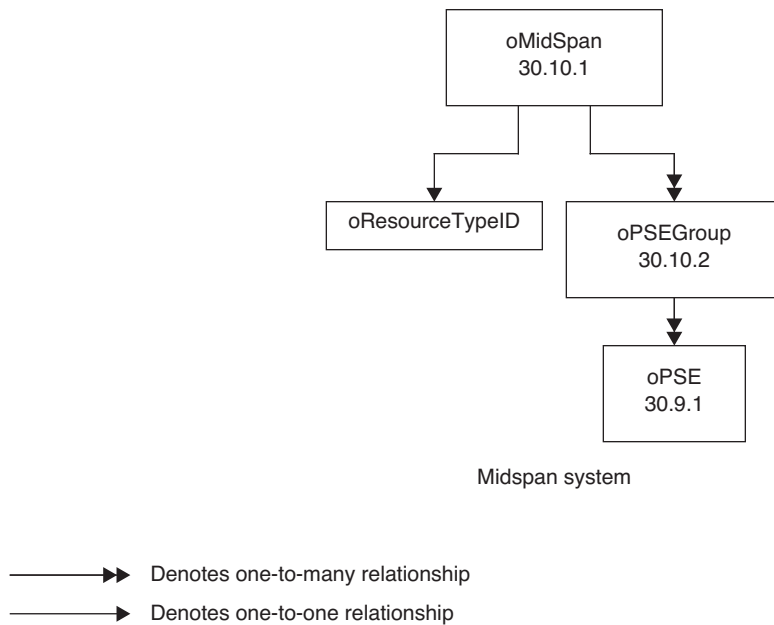 oMidSpan
30.10.1
oResourceTypeID
oPSEGroup
30.10.2
oPSE
30.9.1
Midspan system
Denotes one-to-many relationship
Denotes one-to-one relationship